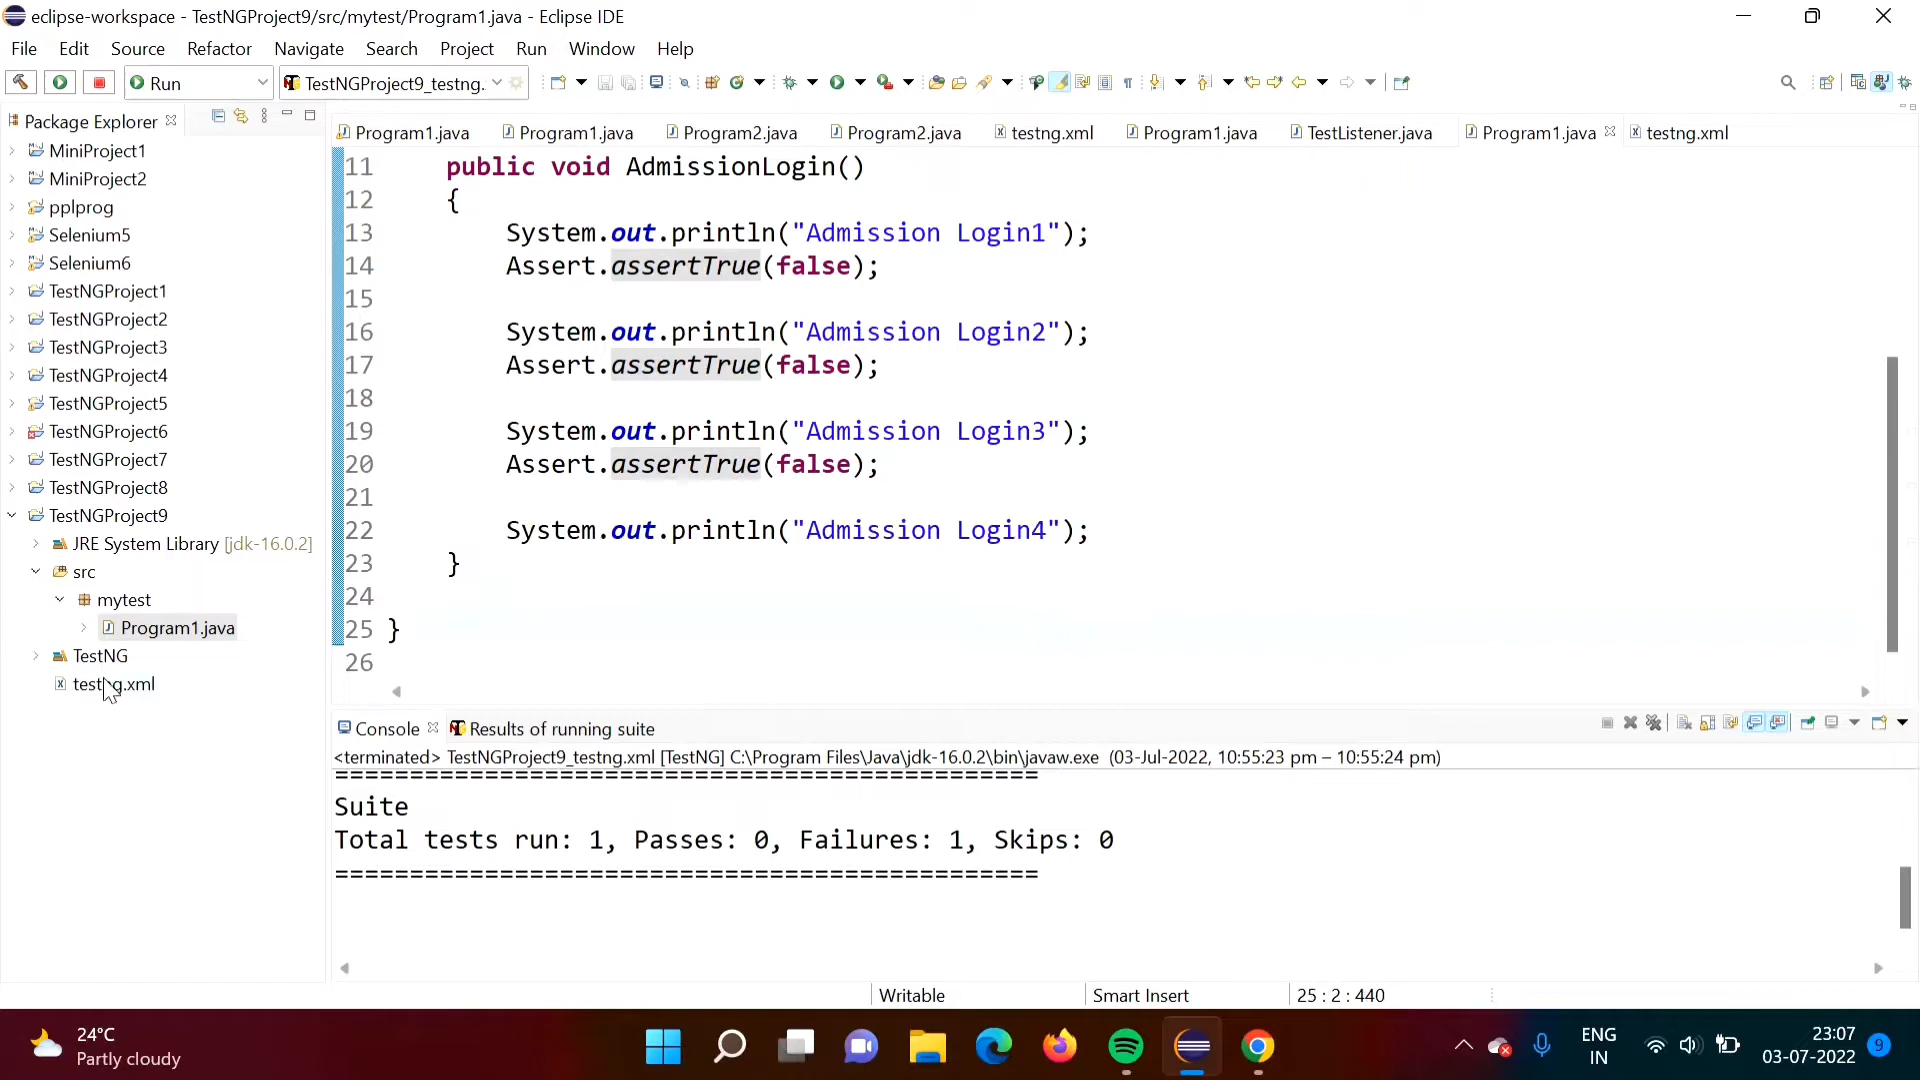 eclipse-workspace - TestNGProject9/src/mytest/Program1.java - Eclipse IDE
File Edit Source Refactor Navigate Search Project Run Window Help
Run TestNGProject9_testng.
Package Explorer
MiniProject1
MiniProject2
pplprog
Selenium5
Selenium6
TestNGProject1
TestNGProject2
TestNGProject3
TestNGProject4
TestNGProject5
TestNGProject6
TestNGProject7
TestNGProject8
TestNGProject9
JRE System Library [jdk-16.0.2]
src
mytest
Program1.java
TestNG
testng.xml
Program1.java Program1.java Program2.java Program2.java testng.xml Program1.java TestListener.java Program1.java testng.xml
11 public void AdmissionLogin()
12 {
13 System.out.println("Admission Login1");
14 Assert.assertTrue(false);
15
16 System.out.println("Admission Login2");
17 Assert.assertTrue(false);
18
19 System.out.println("Admission Login3");
20 Assert.assertTrue(false);
21
22 System.out.println("Admission Login4");
23 }
24
25 }
26
Console Results of running suite
<terminated> TestNGProject9_testng.xml [TestNG] C:\Program Files\Java\jdk-16.0.2\bin\javaw.exe (03-Jul-2022, 10:55:23 pm – 10:55:24 pm)
===============================================
Suite
Total tests run: 1, Passes: 0, Failures: 1, Skips: 0
===============================================
Writable Smart Insert 25 : 2 : 440
24°C
Partly cloudy
ENG
IN
23:07
03-07-2022
9